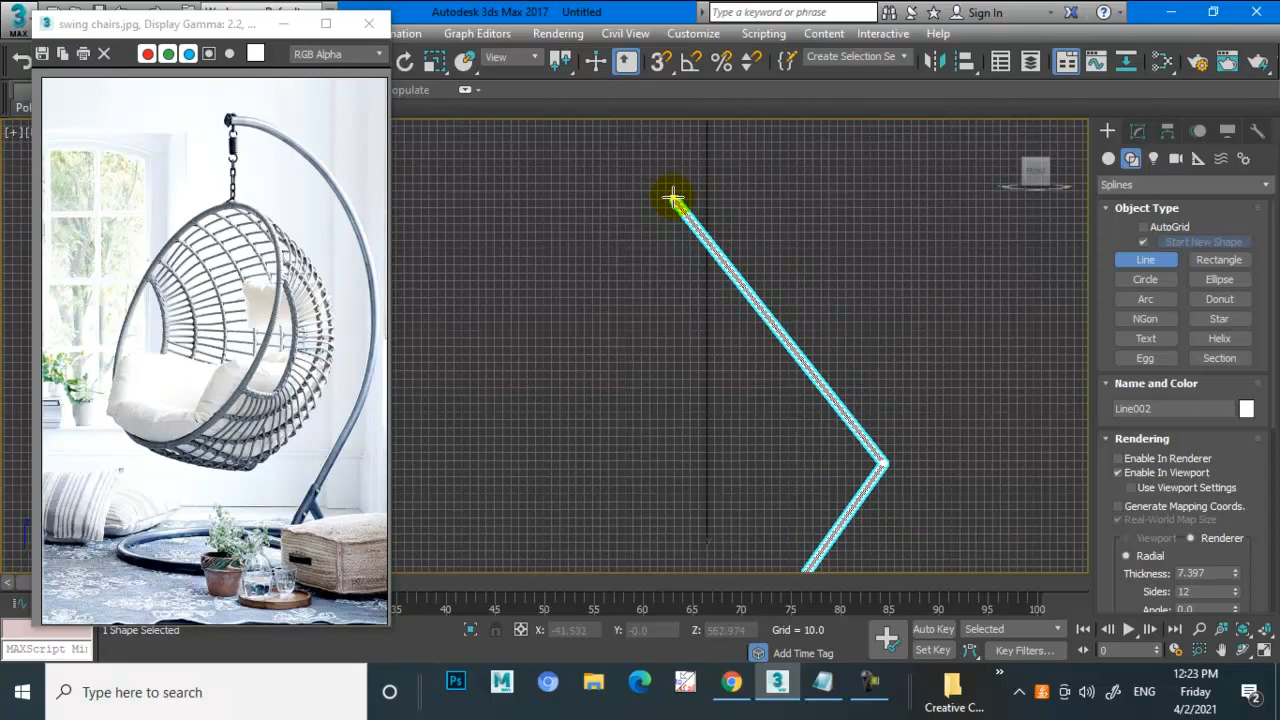 swing chairs.jpg, Display Gamma: 2.2, ...
Autodesk 3ds Max 2017 Untitled
Type a keyword or phrase
Sign In
MAX
Graph Editors
Rendering
Civil View
Customize
Scripting
Content
Interactive
Help
RGB Alpha
View
Create Selection Se
opulate
Po
[+][
Splines
Object Type
AutoGrid
Start New Shape
Line
Rectangle
Circle
Ellipse
Arc
Donut
NGon
Star
Text
Helix
Egg
Section
Name and Color
Line002
Rendering
Enable In Renderer
Enable In Viewport
Use Viewport Settings
Generate Mapping Coords.
Real-World Map Size
Viewport
Renderer
Radial
Thickness: 7.397
Sides: 12
Angle: 0.0
FRONT
35 40 45 50 55 60 65 70 75 80 85 90 95 100
1 Shape Selected
X: -41.532
Y: -0.0
Z: 562.974
Grid = 10.0
Auto Key
Selected
Add Time Tag
Set Key
Key Filters...
0
MAXScript Mi
Type here to search
Creative C...
ENG
12:23 PM
Friday
4/2/2021
2